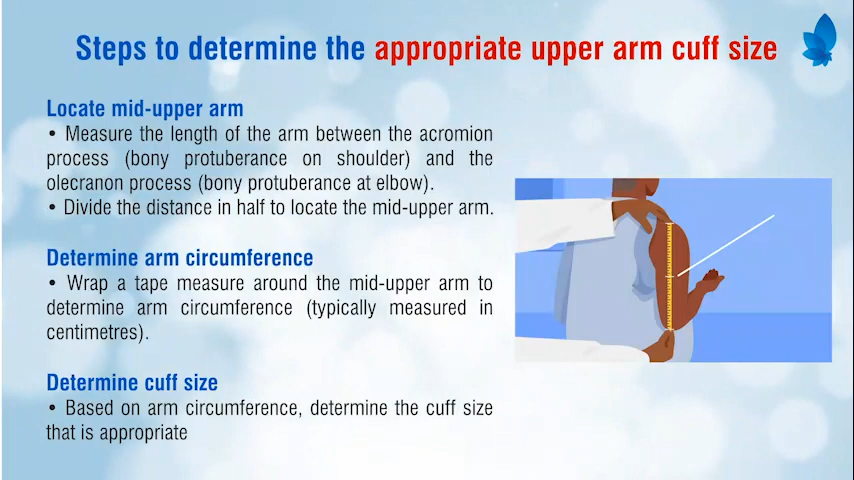 Steps to determine the appropriate upper arm cuff size
Locate mid-upper arm
• Measure the length of the arm between the acromion
process (bony protuberance on shoulder) and the
olecranon process (bony protuberance at elbow).
• Divide the distance in half to locate the mid-upper arm.
Determine arm circumference
• Wrap a tape measure around the mid-upper arm to
determine arm circumference (typically measured in
centimetres).
Determine cuff size
• Based on arm circumference, determine the cuff size
that is appropriate